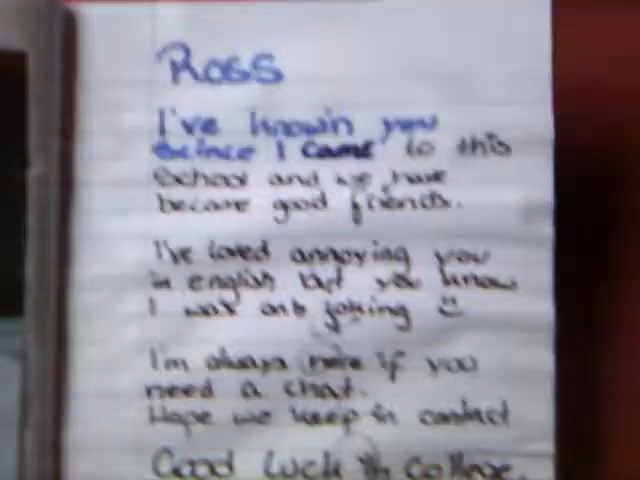 Ross
I've known you
scince I came to this
school and we have
became good friends.
I've loved annoying you
in english but you know
I was only joking
I'm always here if you
need a chat.
Hope we keep in contact
Good luck in college.